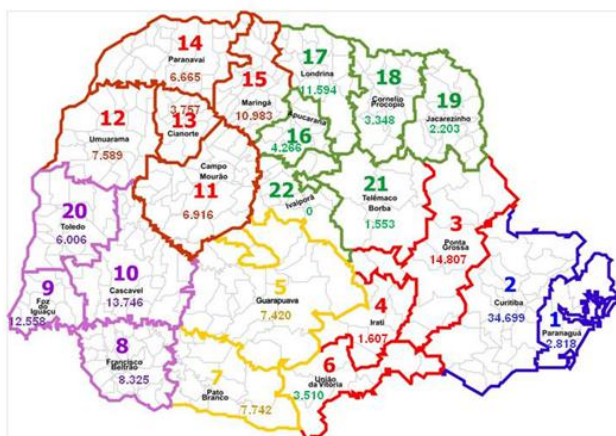 14
Paranavaí
6.665
15
Maringá
10.983
17
Londrina
11.594
18
Cornélio
Procópio
3.348
19
Jacarezinho
2.203
12
Umuarama
7.589
13
3.757
Cianorte
Apucarana
16
4.266
Campo
Mourão
11
6.916
22
Ivaiporã
0
21
Telêmaco
Borba
1.553
3
Ponta
Grossa
14.807
20
Toledo
6.006
10
Cascavel
13.746
9
Foz
do
Iguaçu
12.558
5
Guarapuava
7.420
4
Irati
1.607
2
Curitiba
34.699
1
Paranaguá
2.818
8
Francisco
Beltrão
8.325
7
Pato
Branco
7.742
6
União
da Vitória
3.510